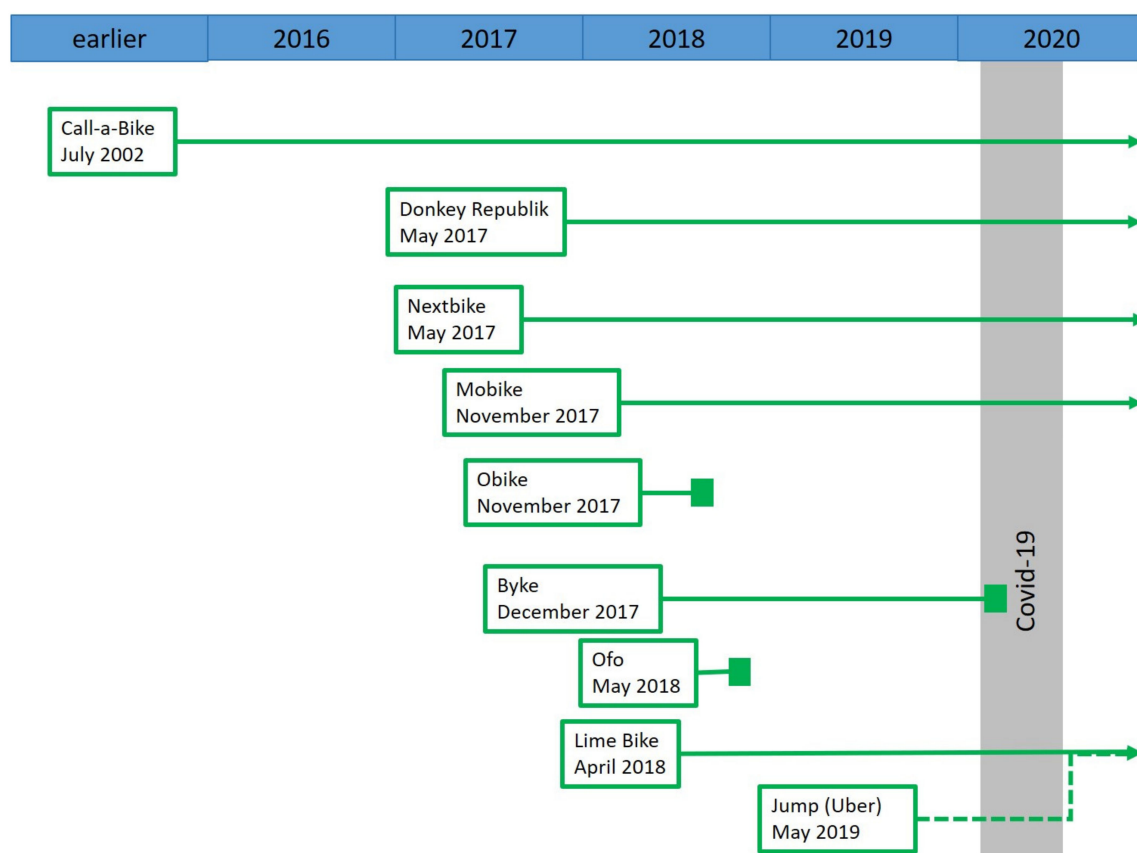 earlier 2016 2017 2018 2019 2020
Call-a-Bike
July 2002
Donkey Republik
May 2017
Nextbike
May 2017
Mobike
November 2017
Obike
November 2017
Byke
December 2017
Covid-19
Ofo
May 2018
Lime Bike
April 2018
Jump (Uber)
May 2019